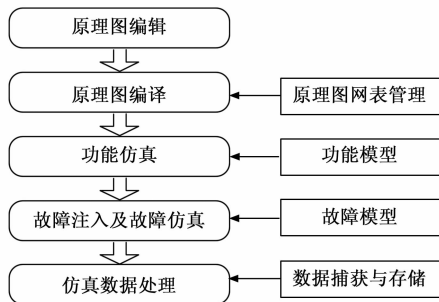 原理图编辑
原理图编译
原理图网表管理
功能仿真
功能模型
故障注入及故障仿真
故障模型
仿真数据处理
数据捕获与存储